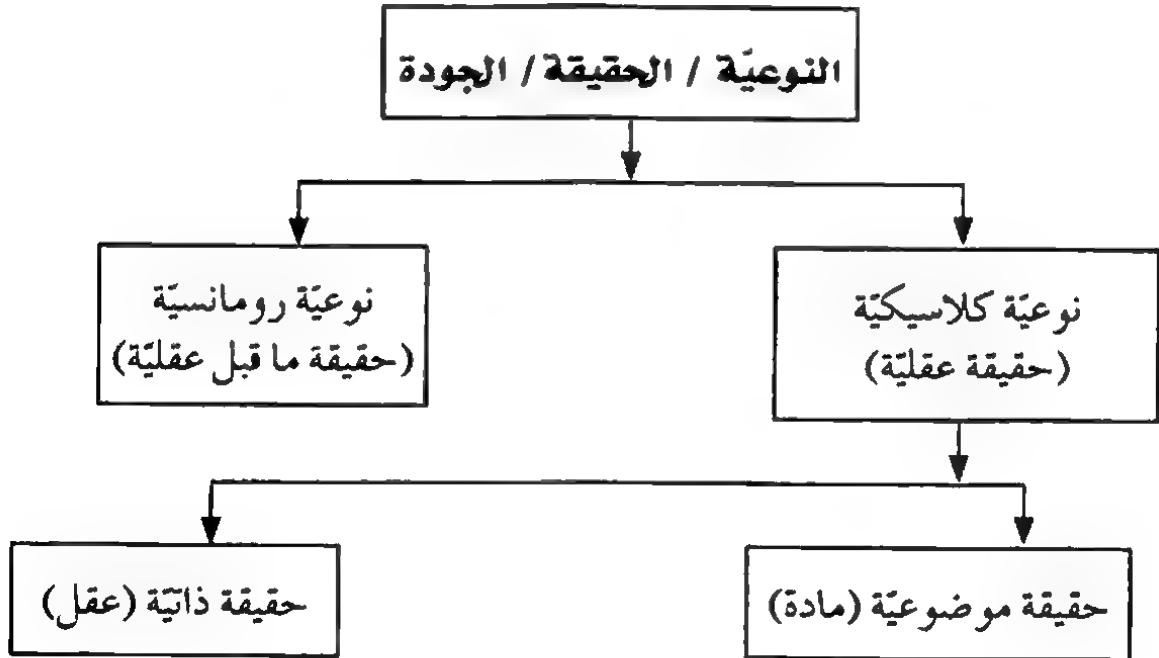 النوعيّة / الحقيقة / الجودة
نوعيّة كلاسيكيّة
(حقيقة عقليّة)
نوعيّة رومانسيّة
(حقيقة ما قبل عقليّة)
حقيقة موضوعيّة (مادة)
حقيقة ذاتيّة (عقل)